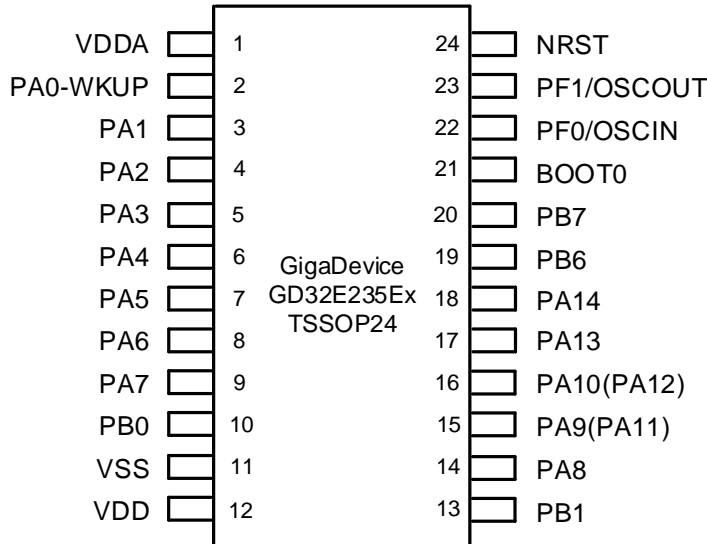 VDDA 1 24 NRST
PA0-WKUP 2 23 PF1/OSCOUT
PA1 3 22 PF0/OSCIN
PA2 4 21 BOOT0
PA3 5 20 PB7
PA4 6 19 PB6
GigaDevice
PA5 7 GD32E235Ex 18 PA14
TSSOP24
PA6 8 17 PA13
PA7 9 16 PA10(PA12)
PB0 10 15 PA9(PA11)
VSS 11 14 PA8
VDD 12 13 PB1